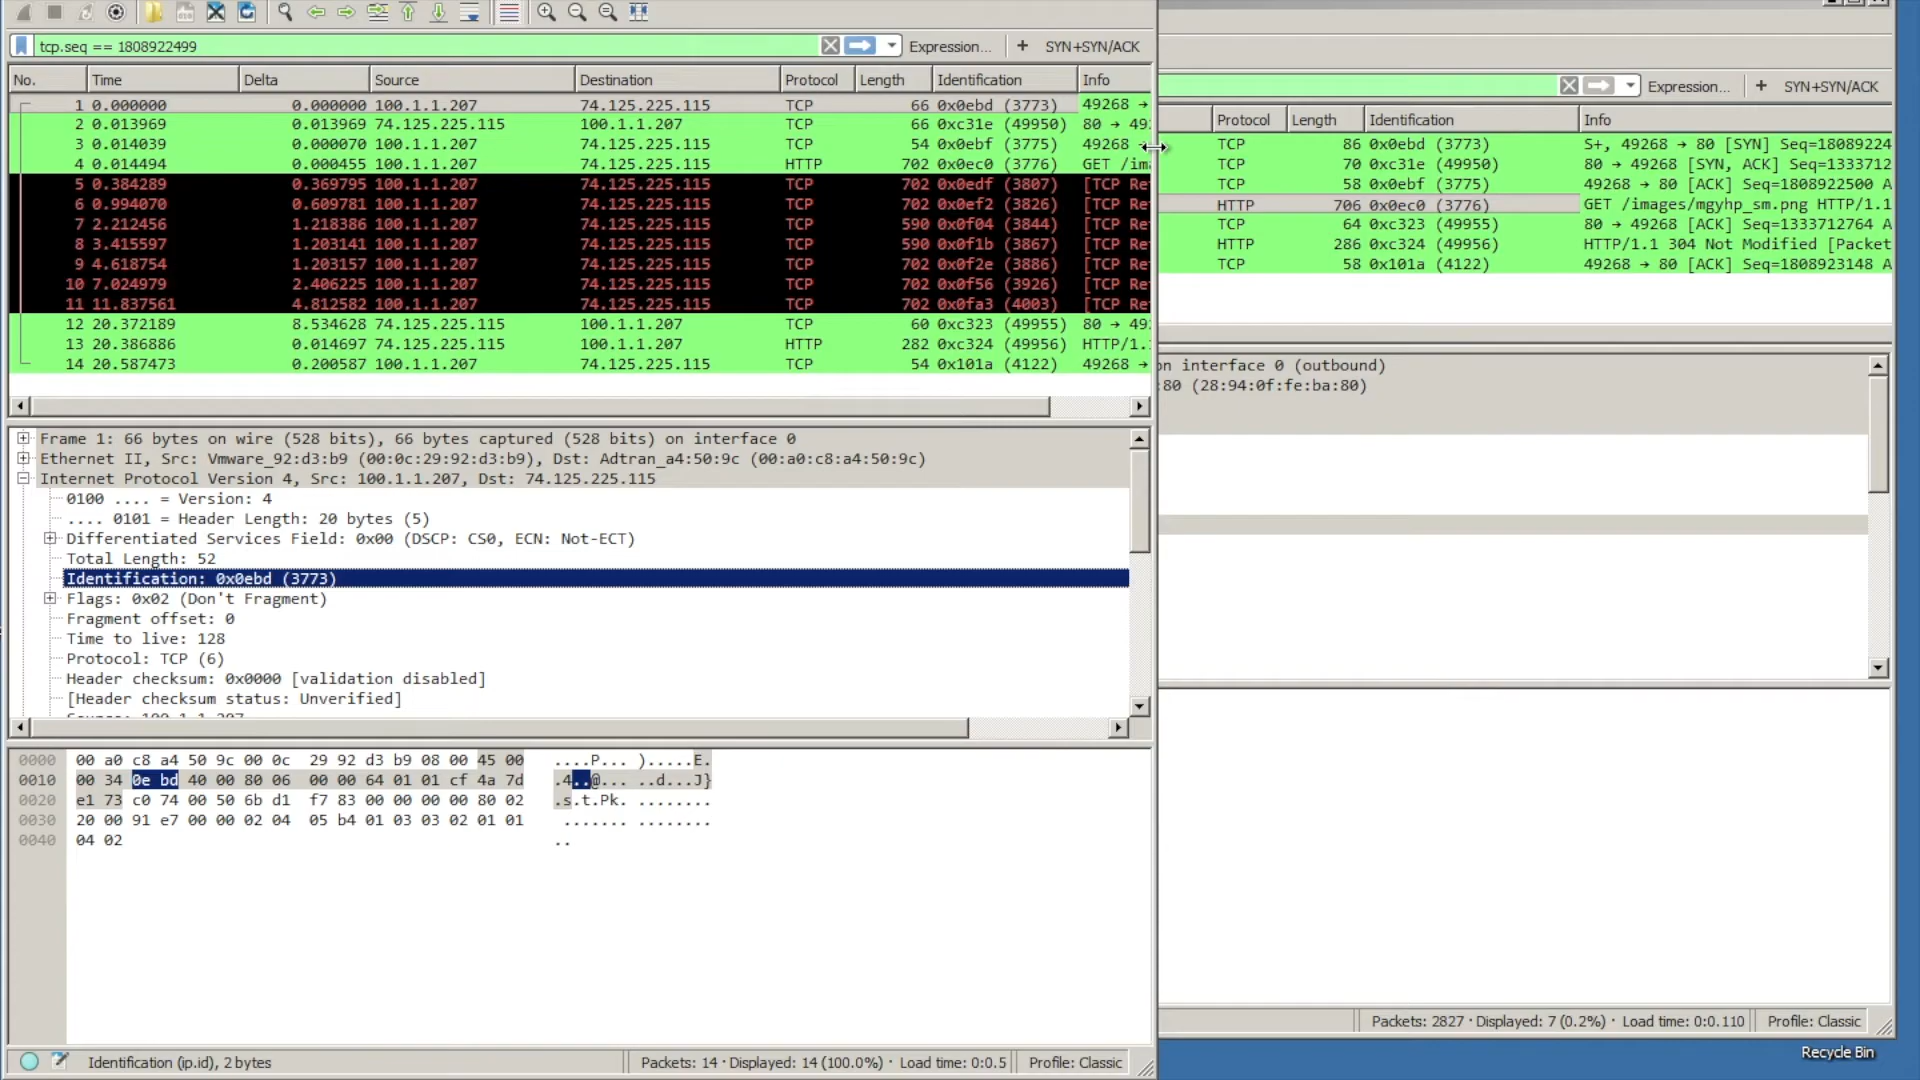 tcp.seq == 1808922499 Expression... + SYN+SYN/ACK
No. Time Delta Source Destination Protocol Length Identification Info
1 0.000000 0.000000 100.1.1.207 74.125.225.115 TCP 66 0x0ebd (3773) 49268 →
2 0.013969 0.013969 74.125.225.115 100.1.1.207 TCP 66 0xc31e (49950) 80 → 49
3 0.014039 0.000070 100.1.1.207 74.125.225.115 TCP 54 0x0ebf (3775) 49268
4 0.014494 0.000455 100.1.1.207 74.125.225.115 HTTP 702 0x0ec0 (3776) GET /im
5 0.384289 0.369795 100.1.1.207 74.125.225.115 TCP 702 0x0edf (3807) [TCP Re
6 0.994070 0.609781 100.1.1.207 74.125.225.115 TCP 702 0x0ef2 (3826) [TCP Re
7 2.212456 1.218386 100.1.1.207 74.125.225.115 TCP 590 0x0f04 (3844) [TCP Re
8 3.415597 1.203141 100.1.1.207 74.125.225.115 TCP 590 0x0f1b (3867) [TCP Re
9 4.618754 1.203157 100.1.1.207 74.125.225.115 TCP 702 0x0f2e (3886) [TCP Re
10 7.024979 2.406225 100.1.1.207 74.125.225.115 TCP 702 0x0f56 (3926) [TCP Re
11 11.837561 4.812582 100.1.1.207 74.125.225.115 TCP 702 0x0fa3 (4003) [TCP Re
12 20.372189 8.534628 74.125.225.115 100.1.1.207 TCP 60 0xc323 (49955) 80 → 49
13 20.386886 0.014697 74.125.225.115 100.1.1.207 HTTP 282 0xc324 (49956) HTTP/1.
14 20.587473 0.200587 100.1.1.207 74.125.225.115 TCP 54 0x101a (4122) 49268 →
Frame 1: 66 bytes on wire (528 bits), 66 bytes captured (528 bits) on interface 0
Ethernet II, Src: Vmware_92:d3:b9 (00:0c:29:92:d3:b9), Dst: Adtran_a4:50:9c (00:a0:c8:a4:50:9c)
Internet Protocol Version 4, Src: 100.1.1.207, Dst: 74.125.225.115
0100 .... = Version: 4
.... 0101 = Header Length: 20 bytes (5)
Differentiated Services Field: 0x00 (DSCP: CS0, ECN: Not-ECT)
Total Length: 52
Identification: 0x0ebd (3773)
Flags: 0x02 (Don't Fragment)
Fragment offset: 0
Time to live: 128
Protocol: TCP (6)
Header checksum: 0x0000 [validation disabled]
[Header checksum status: Unverified]
0000 00 a0 c8 a4 50 9c 00 0c 29 92 d3 b9 08 00 45 00 ....P... ).....E.
0010 00 34 0e bd 40 00 80 06 00 00 64 01 01 cf 4a 7d .4..@... ..d...J}
0020 e1 73 c0 74 00 50 6b d1 f7 83 00 00 00 00 80 02 .s.t.Pk. ........
0030 20 00 91 e7 00 00 02 04 05 b4 01 03 03 02 01 01 ....... ........
0040 04 02 ..
Identification (ip.id), 2 bytes Packets: 14 · Displayed: 14 (100.0%) · Load time: 0:0.5 Profile: Classic
Expression... + SYN+SYN/ACK
Protocol Length Identification Info
TCP 86 0x0ebd (3773) S+, 49268 → 80 [SYN] Seq=18089224
TCP 70 0xc31e (49950) 80 → 49268 [SYN, ACK] Seq=1333712
TCP 58 0x0ebf (3775) 49268 → 80 [ACK] Seq=1808922500 A
HTTP 706 0x0ec0 (3776) GET /images/mgyhp_sm.png HTTP/1.1
TCP 64 0xc323 (49955) 80 → 49268 [ACK] Seq=1333712764 A
HTTP 286 0xc324 (49956) HTTP/1.1 304 Not Modified [Packet
TCP 58 0x101a (4122) 49268 → 80 [ACK] Seq=1808923148 A
on interface 0 (outbound)
:80 (28:94:0f:fe:ba:80)
Packets: 2827 · Displayed: 7 (0.2%) · Load time: 0:0.110 Profile: Classic
Recycle Bin